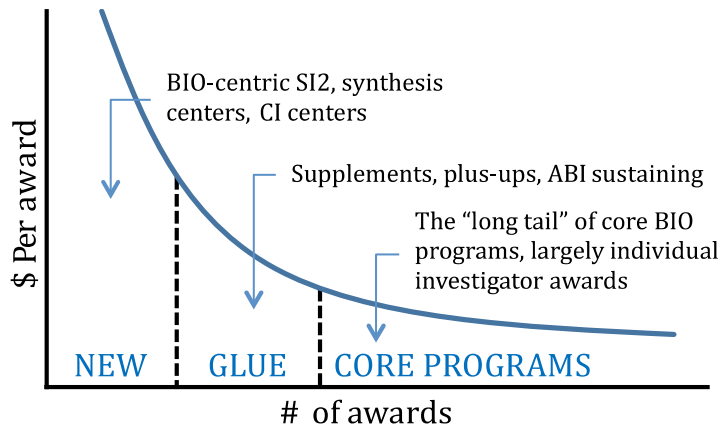 BIO-centric SI2, synthesis
centers, CI centers
Supplements, plus-ups, ABI sustaining
The “long tail” of core BIO
programs, largely individual
investigator awards
$ Per award
NEW
GLUE
CORE PROGRAMS
# of awards